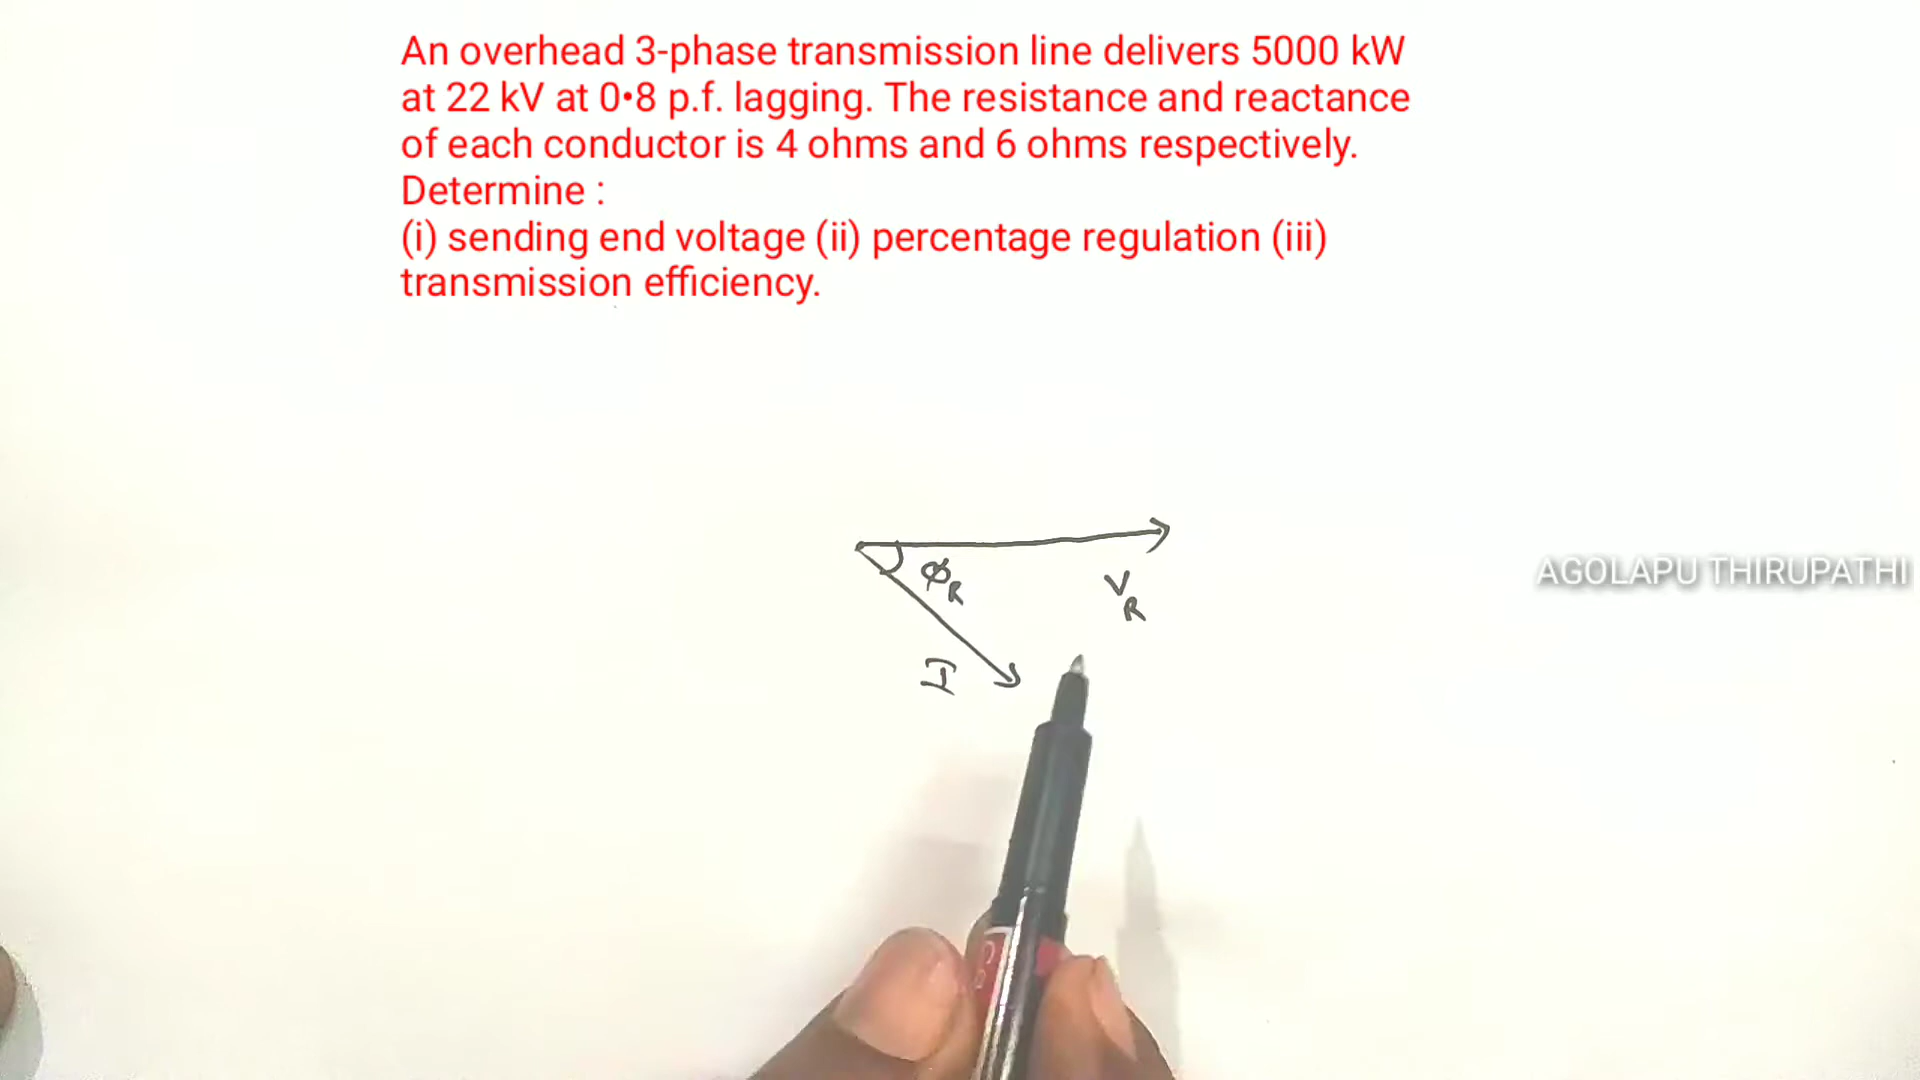 An overhead 3-phase transmission line delivers 5000 kW
at 22 kV at 0•8 p.f. lagging. The resistance and reactance
of each conductor is 4 ohms and 6 ohms respectively.
Determine :
(i) sending end voltage (ii) percentage regulation (iii)
transmission efficiency.
ϕR
VR
I
AGOLAPU THIRUPATHI